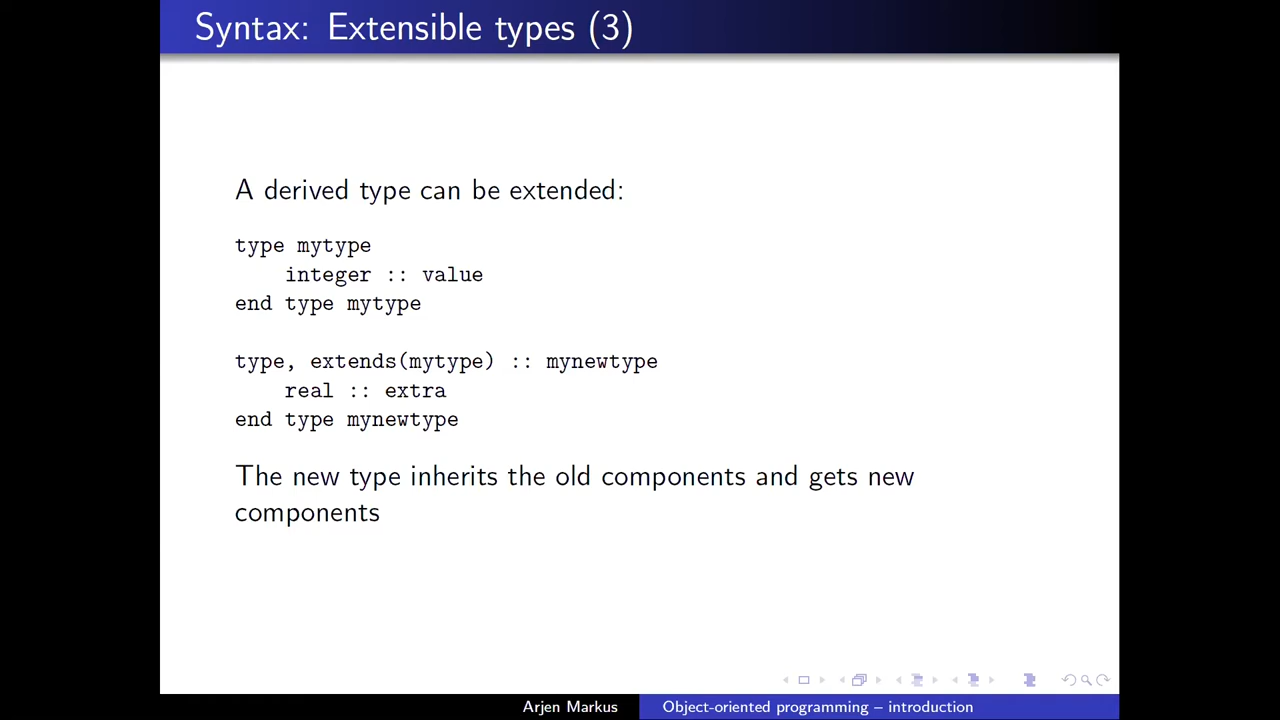 Syntax: Extensible types (3)
A derived type can be extended:
type mytype
    integer :: value
end type mytype
type, extends(mytype) :: mynewtype
    real :: extra
end type mynewtype
The new type inherits the old components and gets new
components
Arjen Markus
Object-oriented programming – introduction